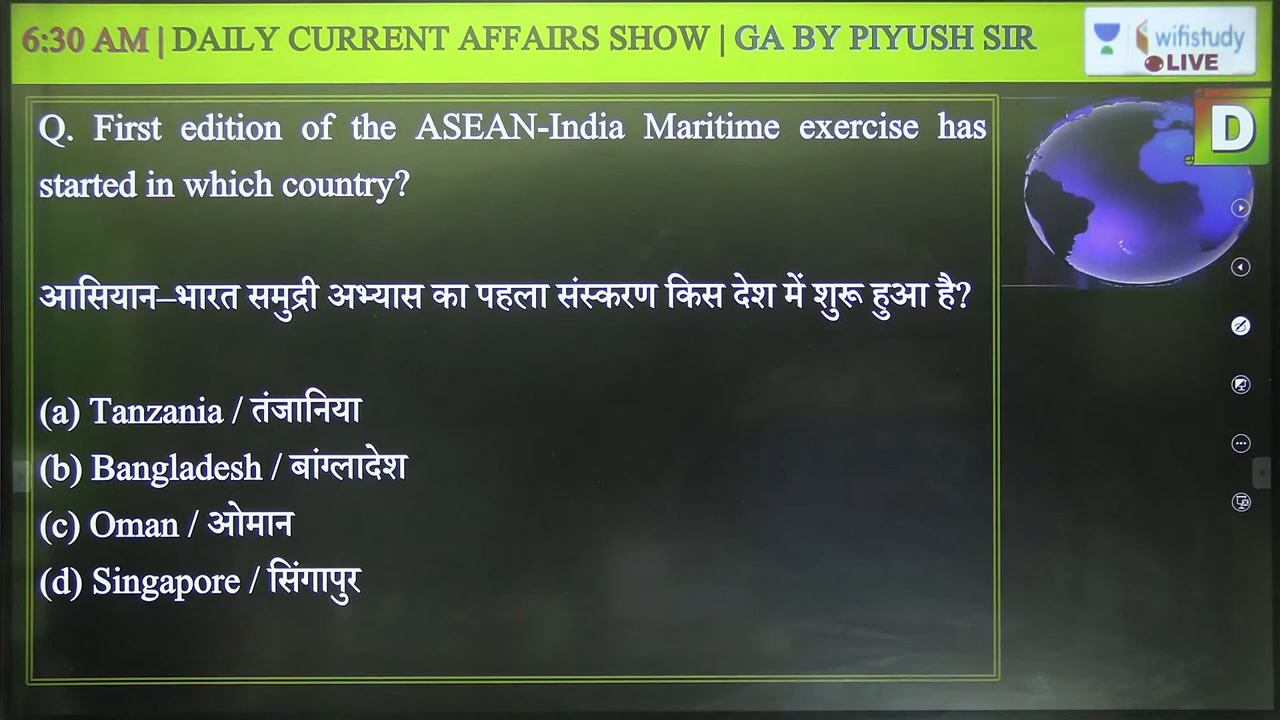 6:30 AM | DAILY CURRENT AFFAIRS SHOW | GA BY PIYUSH SIR
wifistudy
LIVE
D
Q. First edition of the ASEAN-India Maritime exercise has
started in which country?
आसियान–भारत समुद्री अभ्यास का पहला संस्करण किस देश में शुरू हुआ है?
(a) Tanzania / तंजानिया
(b) Bangladesh / बांग्लादेश
(c) Oman / ओमान
(d) Singapore / सिंगापुर